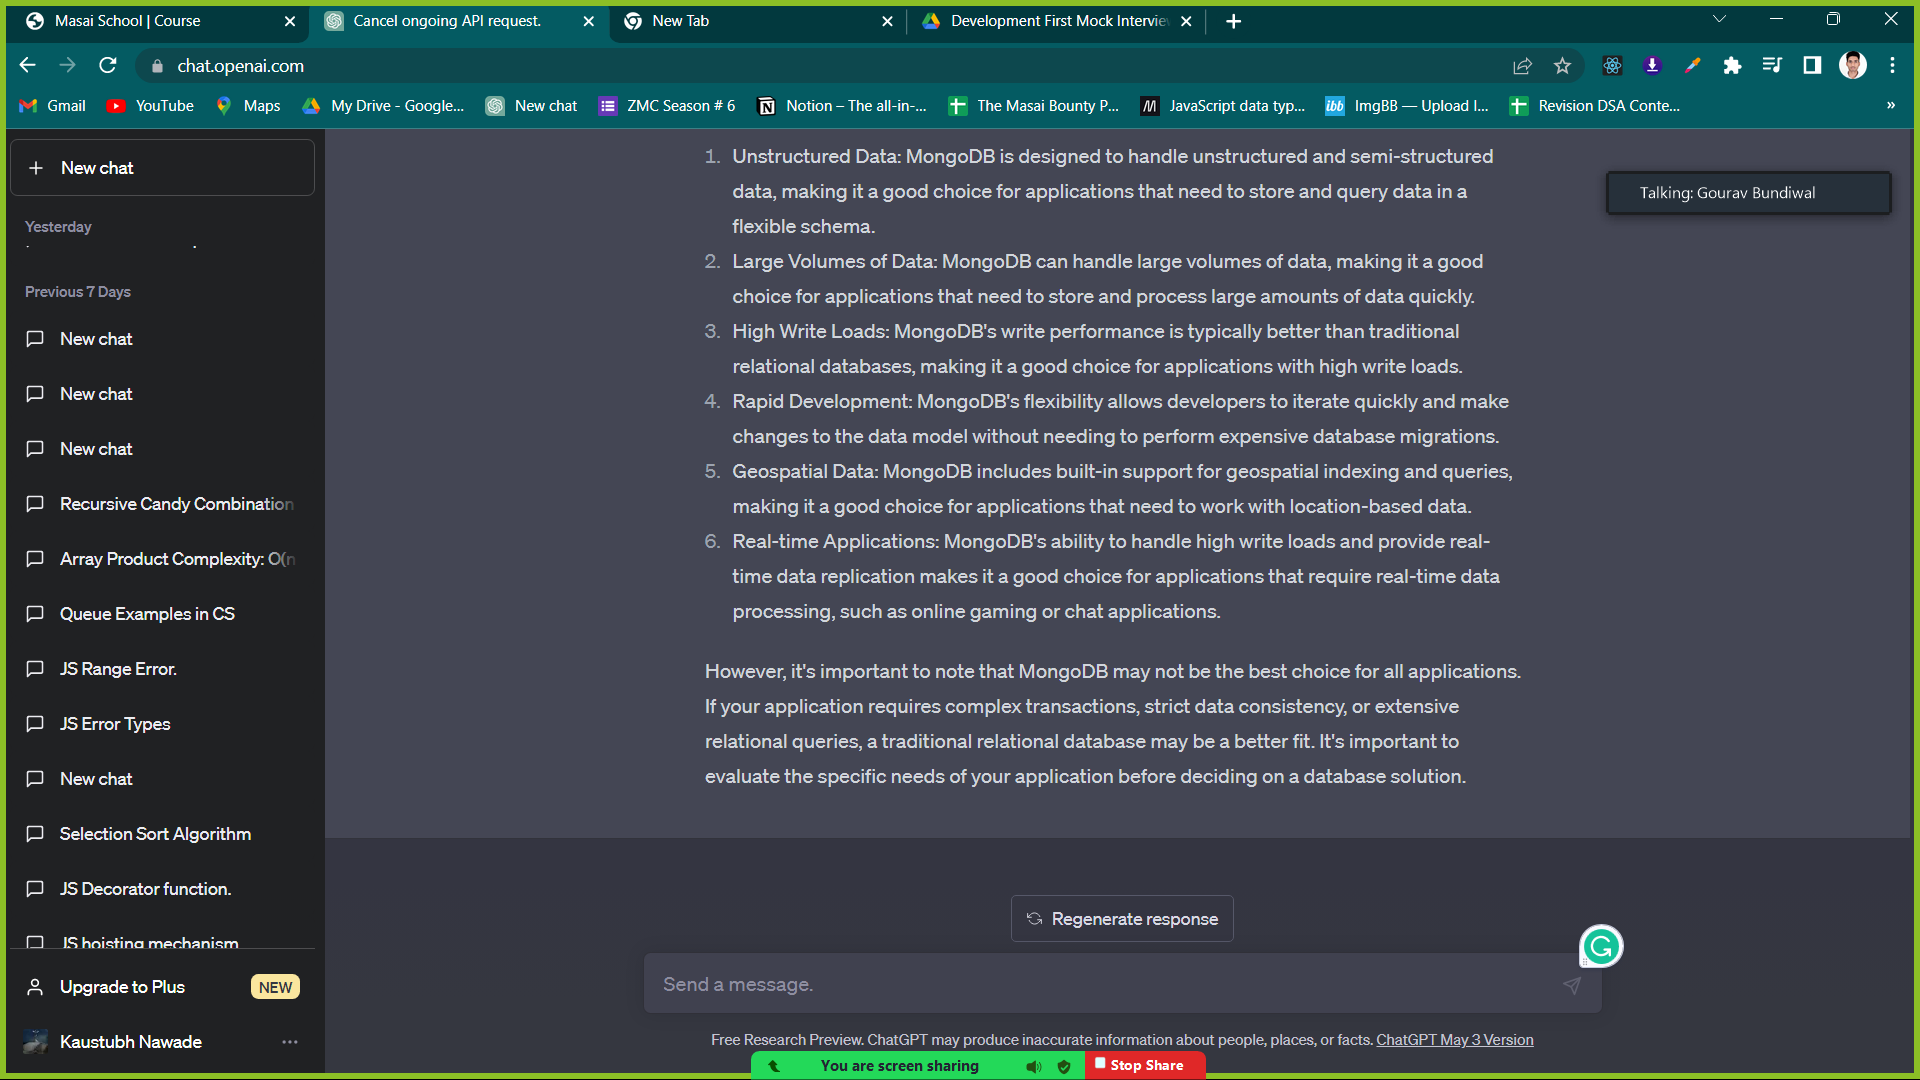 Masai School | Course
Cancel ongoing API request.
New Tab
Development First Mock Intervie
chat.openai.com
Gmail
YouTube
Maps
My Drive - Google...
New chat
ZMC Season # 6
Notion – The all-in-...
The Masai Bounty P...
JavaScript data typ...
ibb
ImgBB — Upload I...
Revision DSA Conte...
»
New chat
Yesterday
Previous 7 Days
New chat
New chat
New chat
Recursive Candy Combination
Array Product Complexity: O(n
Queue Examples in CS
JS Range Error.
JS Error Types
New chat
Selection Sort Algorithm
JS Decorator function.
JS hoisting mechanism
Upgrade to Plus
NEW
Kaustubh Nawade
1. Unstructured Data: MongoDB is designed to handle unstructured and semi-structured
data, making it a good choice for applications that need to store and query data in a
flexible schema.
2. Large Volumes of Data: MongoDB can handle large volumes of data, making it a good
choice for applications that need to store and process large amounts of data quickly.
3. High Write Loads: MongoDB's write performance is typically better than traditional
relational databases, making it a good choice for applications with high write loads.
4. Rapid Development: MongoDB's flexibility allows developers to iterate quickly and make
changes to the data model without needing to perform expensive database migrations.
5. Geospatial Data: MongoDB includes built-in support for geospatial indexing and queries,
making it a good choice for applications that need to work with location-based data.
6. Real-time Applications: MongoDB's ability to handle high write loads and provide real-
time data replication makes it a good choice for applications that require real-time data
processing, such as online gaming or chat applications.
However, it's important to note that MongoDB may not be the best choice for all applications.
If your application requires complex transactions, strict data consistency, or extensive
relational queries, a traditional relational database may be a better fit. It's important to
evaluate the specific needs of your application before deciding on a database solution.
Talking: Gourav Bundiwal
Regenerate response
Send a message.
Free Research Preview. ChatGPT may produce inaccurate information about people, places, or facts. ChatGPT May 3 Version
You are screen sharing
Stop Share